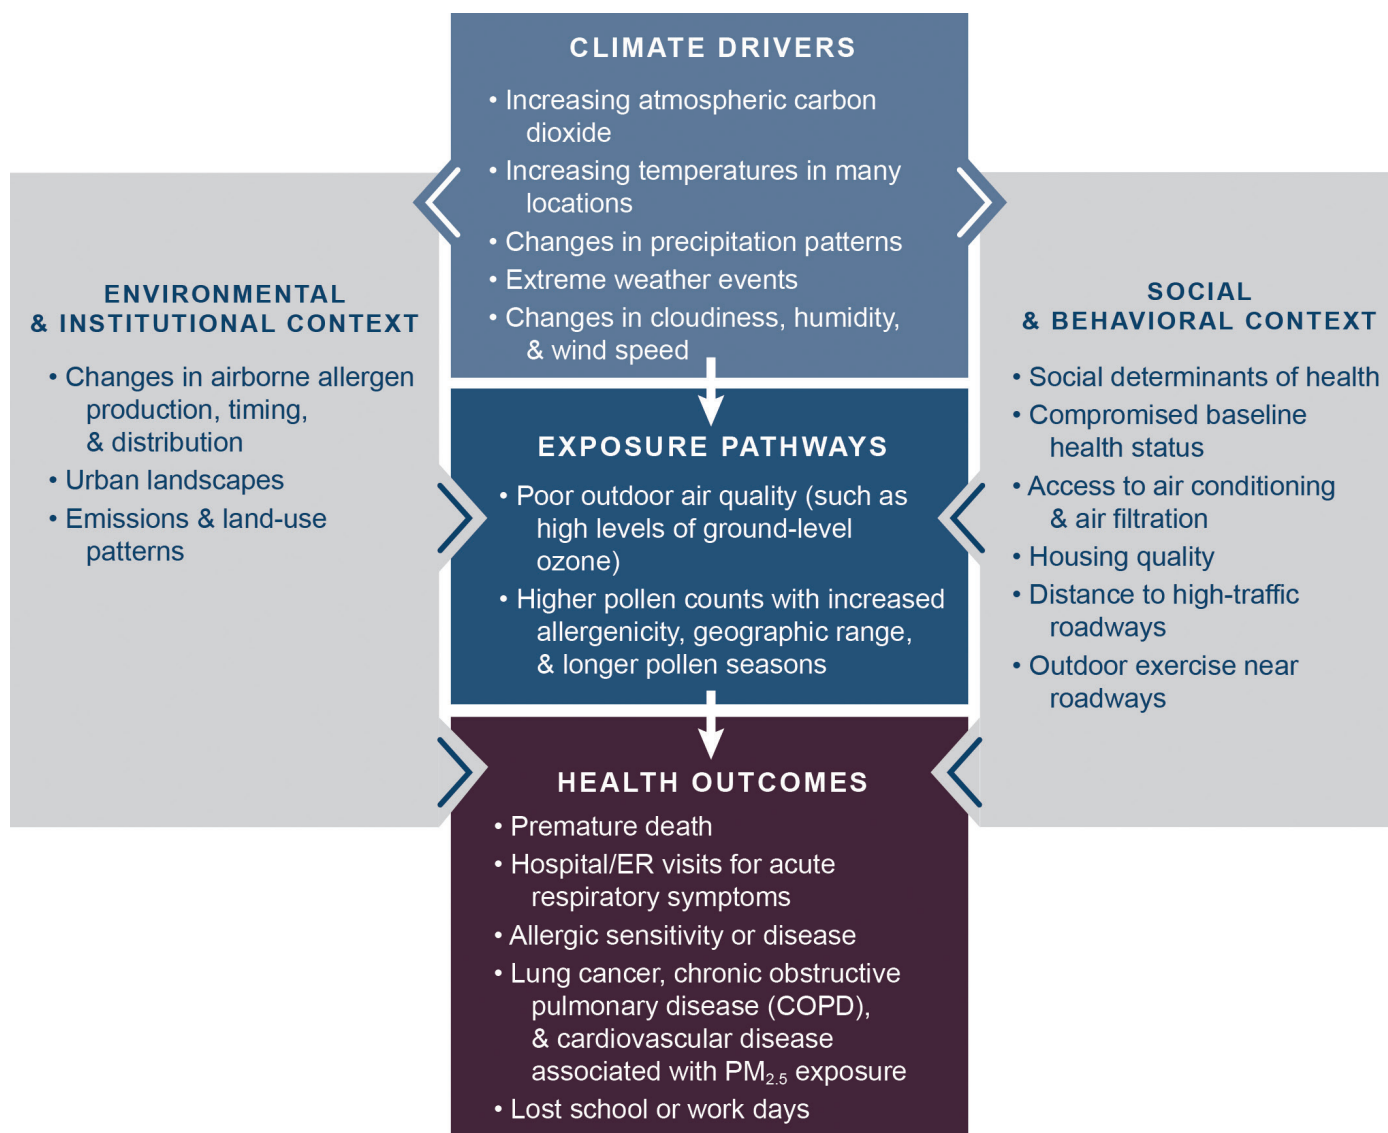 CLIMATE DRIVERS
• Increasing atmospheric carbon
dioxide
• Increasing temperatures in many
locations
• Changes in precipitation patterns
• Extreme weather events
• Changes in cloudiness, humidity,
& wind speed
ENVIRONMENTAL
& INSTITUTIONAL CONTEXT
• Changes in airborne allergen
production, timing,
& distribution
• Urban landscapes
• Emissions & land-use
patterns
EXPOSURE PATHWAYS
• Poor outdoor air quality (such as
high levels of ground-level
ozone)
• Higher pollen counts with increased
allergenicity, geographic range,
& longer pollen seasons
SOCIAL
& BEHAVIORAL CONTEXT
• Social determinants of health
• Compromised baseline
health status
• Access to air conditioning
& air filtration
• Housing quality
• Distance to high-traffic
roadways
• Outdoor exercise near
roadways
HEALTH OUTCOMES
• Premature death
• Hospital/ER visits for acute
respiratory symptoms
• Allergic sensitivity or disease
• Lung cancer, chronic obstructive
pulmonary disease (COPD),
& cardiovascular disease
associated with PM2.5 exposure
• Lost school or work days